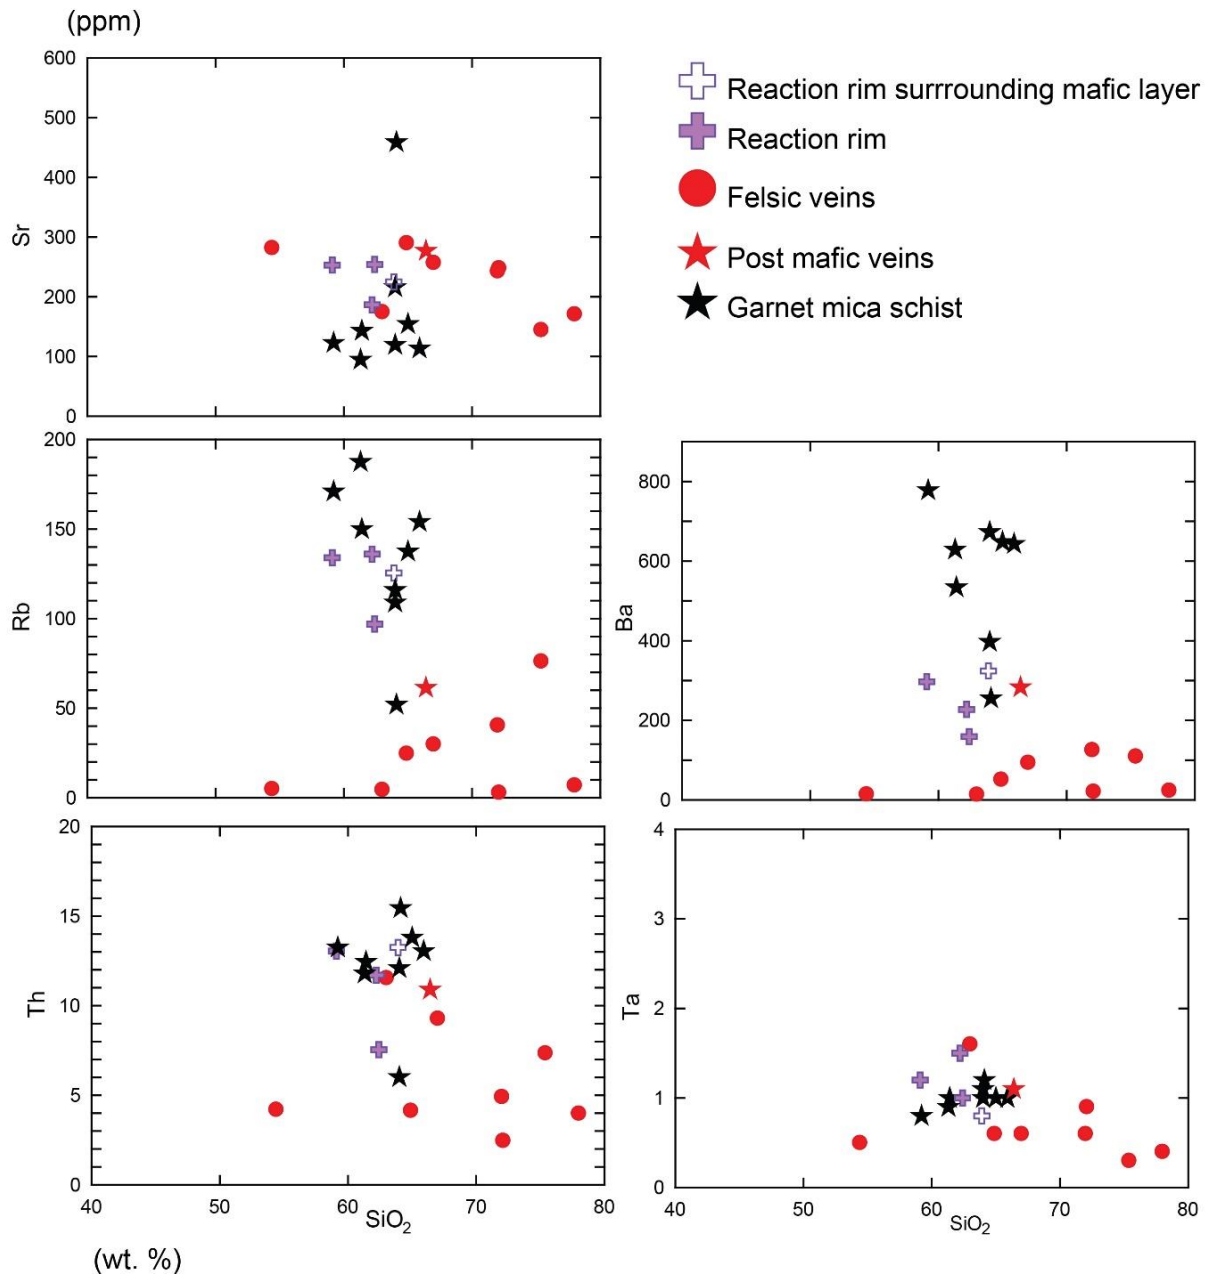 (ppm)
600
500
400
300
200
100
0
Sr
Reaction rim surrrounding mafic layer
Reaction rim
Felsic veins
Post mafic veins
Garnet mica schist
200
150
100
50
0
Rb
800
600
400
200
0
Ba
20
15
10
5
0
Th
40
60
70
80
SiO2
(wt. %)
4
3
2
1
0
Ta
40
50
60
70
80
SiO2